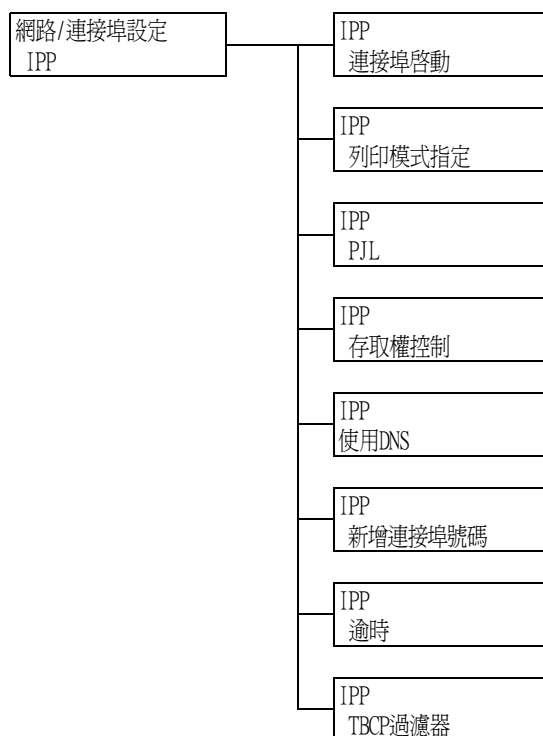 網路/連接埠設定
IPP
IPP
連接埠啓動
IPP
列印模式指定
IPP
PJL
IPP
存取權控制
IPP
使用DNS
IPP
新增連接埠號碼
IPP
逾時
IPP
TBCP過濾器